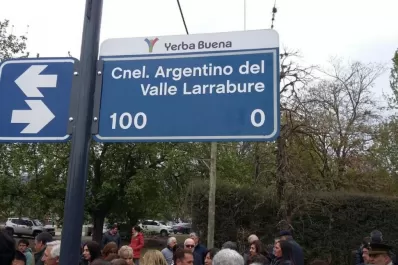 Yerba Buena
Cnel. Argentino del
Valle Larrabure
100 0